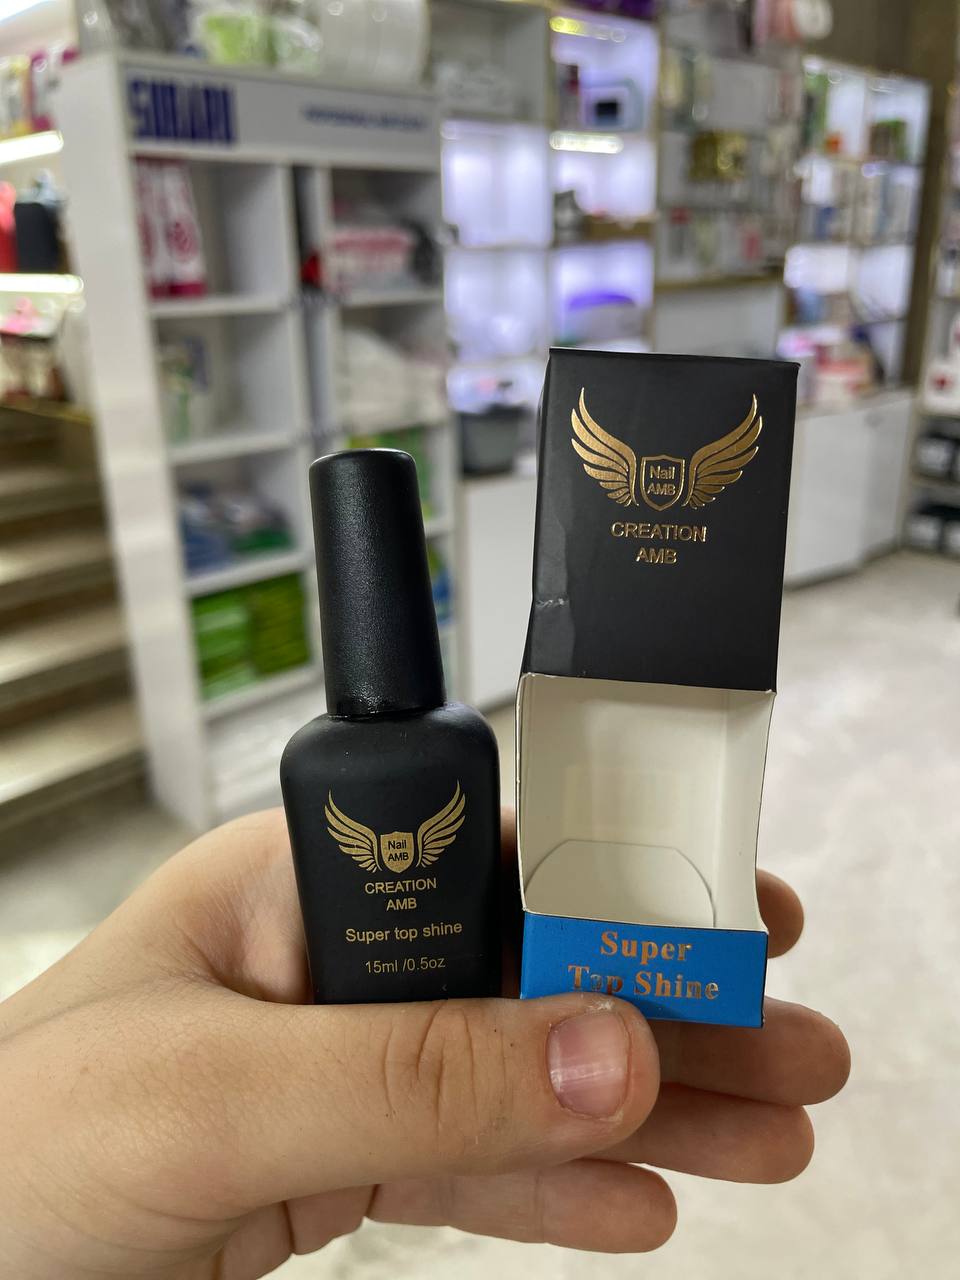 Nail
AMB
CREATION
AMB
Super
Top Shine
Nail
AMB
CREATION
AMB
Super top shine
15ml /0.5oz